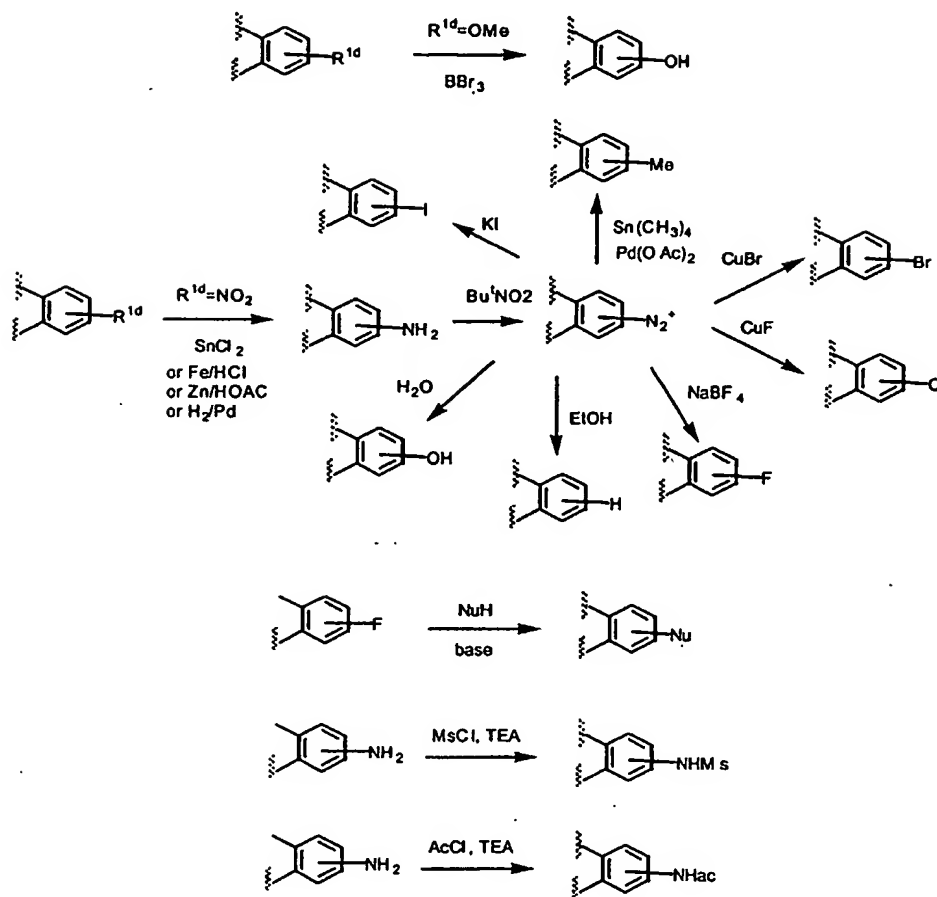 R1d=OMe
R1d
BBr3
OH
Me
I
KI
Sn(CH3)4
Pd(OAc)2
CuBr
Br
R1d=NO2
R1d
SnCl2
or Fe/HCl
or Zn/HOAC
or H2/Pd
NH2
ButNO2
N2+
CuF
H2O
EtOH
NaBF4
C
OH
H
F
F
NuH
base
Nu
NH2
MsCl, TEA
NHMs
NH2
AcCl, TEA
NHac